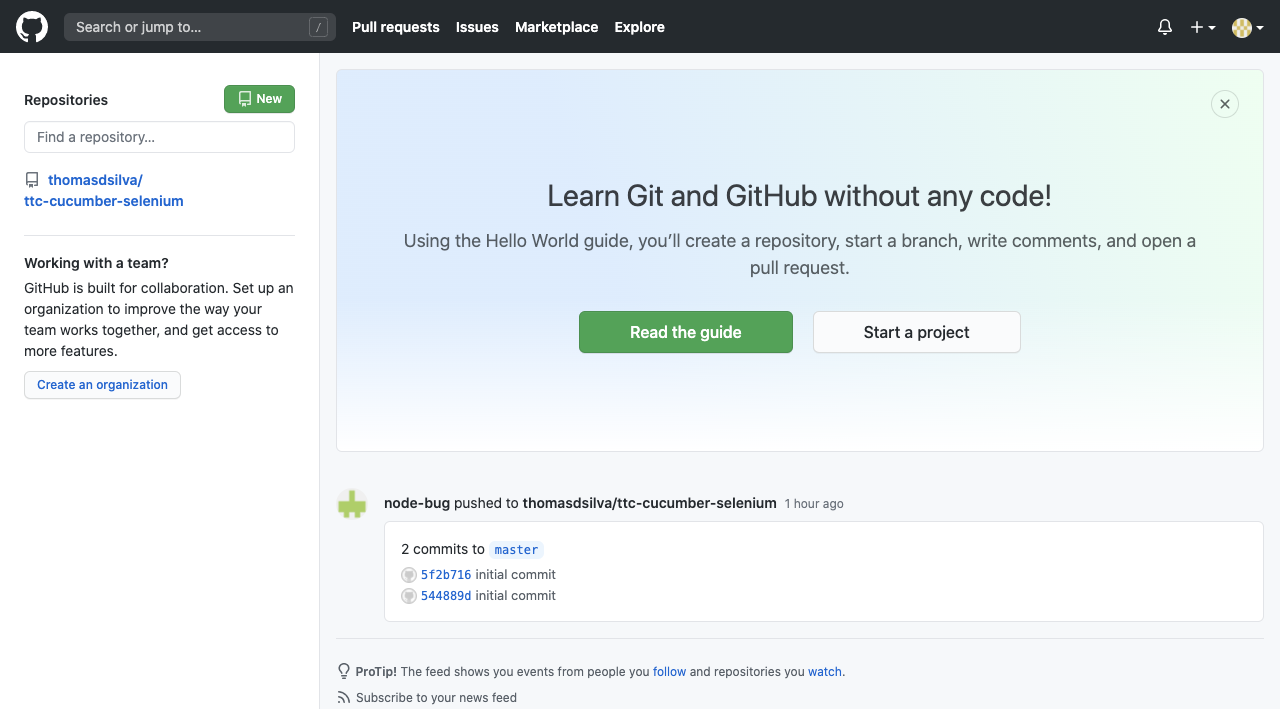 Search or jump to...
/
Pull requests
Issues
Marketplace
Explore
Repositories
New
Find a repository...
thomasdsilva/
ttc-cucumber-selenium
Working with a team?
GitHub is built for collaboration. Set up an
organization to improve the way your
team works together, and get access to
more features.
Create an organization
Learn Git and GitHub without any code!
Using the Hello World guide, you’ll create a repository, start a branch, write comments, and open a
pull request.
Read the guide
Start a project
node-bug pushed to thomasdsilva/ttc-cucumber-selenium 1 hour ago
2 commits to master
5f2b716 initial commit
544889d initial commit
ProTip! The feed shows you events from people you follow and repositories you watch.
Subscribe to your news feed